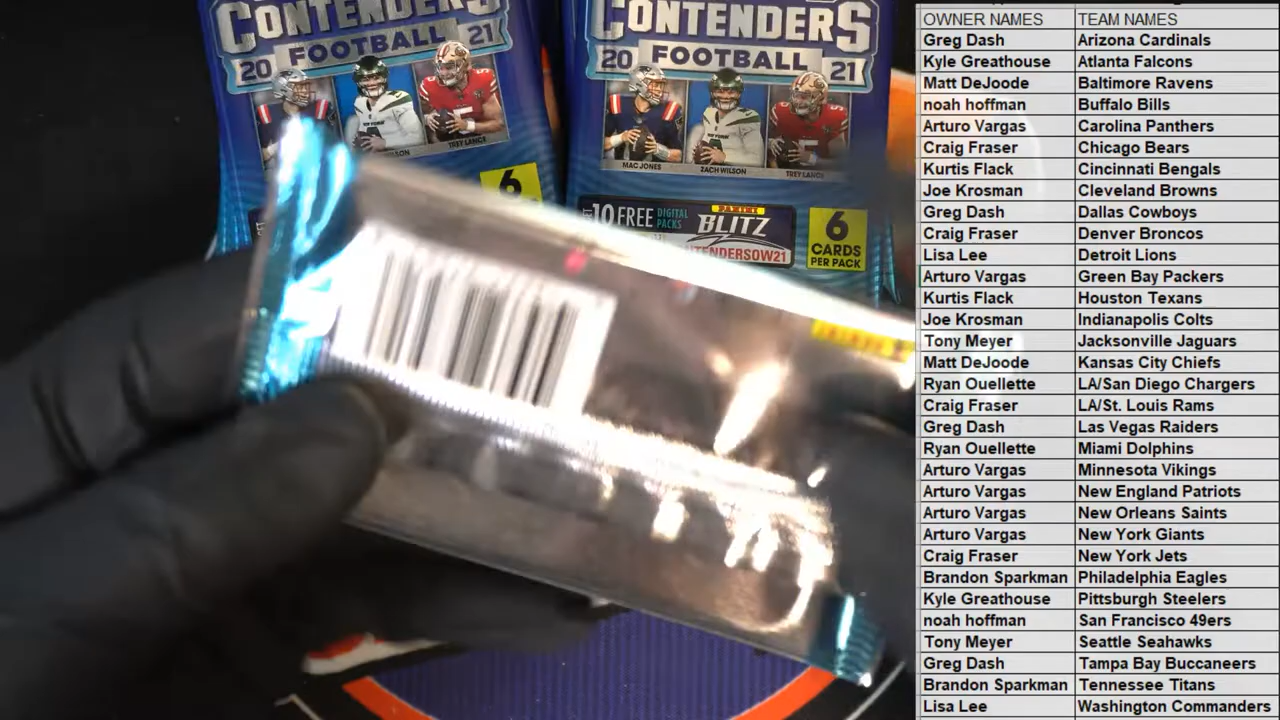 CONTENDERS
FOOTBALL
20 21
TREY LANCE
6
CONTENDERS
FOOTBALL
20 21
MAC JONES
ZACH WILSON
TREY LANCE
10 FREE DIGITAL PACKS
PANINI
BLITZ
6
CARDS
PER PACK
OWNER NAMES TEAM NAMES
Greg Dash Arizona Cardinals
Kyle Greathouse Atlanta Falcons
Matt DeJoode Baltimore Ravens
noah hoffman Buffalo Bills
Arturo Vargas Carolina Panthers
Craig Fraser Chicago Bears
Kurtis Flack Cincinnati Bengals
Joe Krosman Cleveland Browns
Greg Dash Dallas Cowboys
Craig Fraser Denver Broncos
Lisa Lee Detroit Lions
Arturo Vargas Green Bay Packers
Kurtis Flack Houston Texans
Joe Krosman Indianapolis Colts
Tony Meyer Jacksonville Jaguars
Matt DeJoode Kansas City Chiefs
Ryan Ouellette LA/San Diego Chargers
Craig Fraser LA/St. Louis Rams
Greg Dash Las Vegas Raiders
Ryan Ouellette Miami Dolphins
Arturo Vargas Minnesota Vikings
Arturo Vargas New England Patriots
Arturo Vargas New Orleans Saints
Arturo Vargas New York Giants
Craig Fraser New York Jets
Brandon Sparkman Philadelphia Eagles
Kyle Greathouse Pittsburgh Steelers
noah hoffman San Francisco 49ers
Tony Meyer Seattle Seahawks
Greg Dash Tampa Bay Buccaneers
Brandon Sparkman Tennessee Titans
Lisa Lee Washington Commanders